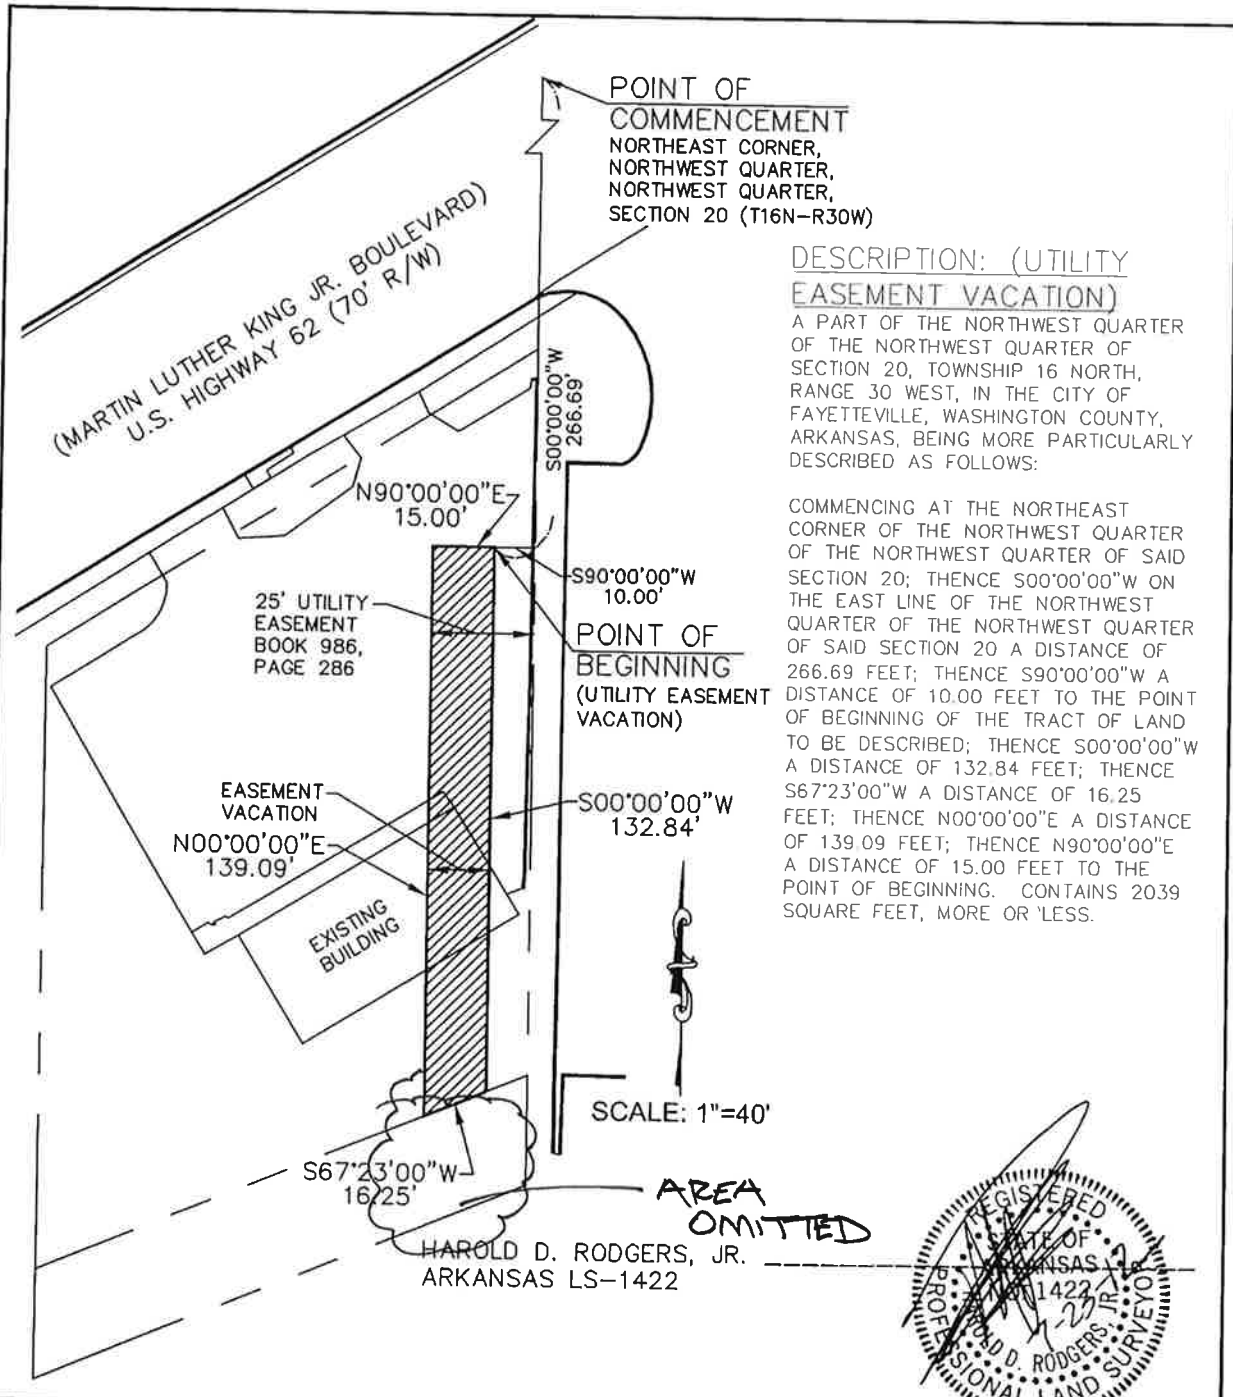 POINT OF
COMMENCEMENT
NORTHEAST CORNER,
NORTHWEST QUARTER,
NORTHWEST QUARTER,
SECTION 20 (T16N-R30W)
(MARTIN LUTHER KING JR. BOULEVARD)
U.S. HIGHWAY 62 (70' R/W)
S00°00'00"W
266.69'
N90°00'00"E
15.00'
S90°00'00"W
10.00'
25' UTILITY
EASEMENT
BOOK 986,
PAGE 286
POINT OF
BEGINNING
(UTILITY EASEMENT
VACATION)
EASEMENT
VACATION
N00°00'00"E
139.09'
S00°00'00"W
132.84'
EXISTING
BUILDING
SCALE: 1"=40'
S67°23'00"W
16.25'
AREA
OMITTED
HAROLD D. RODGERS, JR.
ARKANSAS LS-1422
DESCRIPTION: (UTILITY
EASEMENT VACATION)
A PART OF THE NORTHWEST QUARTER
OF THE NORTHWEST QUARTER OF
SECTION 20, TOWNSHIP 16 NORTH,
RANGE 30 WEST, IN THE CITY OF
FAYETTEVILLE, WASHINGTON COUNTY,
ARKANSAS, BEING MORE PARTICULARLY
DESCRIBED AS FOLLOWS:
COMMENCING AT THE NORTHEAST
CORNER OF THE NORTHWEST QUARTER
OF THE NORTHWEST QUARTER OF SAID
SECTION 20; THENCE S00°00'00"W ON
THE EAST LINE OF THE NORTHWEST
QUARTER OF THE NORTHWEST QUARTER
OF SAID SECTION 20 A DISTANCE OF
266.69 FEET; THENCE S90°00'00"W A
DISTANCE OF 10.00 FEET TO THE POINT
OF BEGINNING OF THE TRACT OF LAND
TO BE DESCRIBED; THENCE S00°00'00"W
A DISTANCE OF 132.84 FEET; THENCE
S67°23'00"W A DISTANCE OF 16.25
FEET; THENCE N00°00'00"E A DISTANCE
OF 139.09 FEET; THENCE N90°00'00"E
A DISTANCE OF 15.00 FEET TO THE
POINT OF BEGINNING. CONTAINS 2039
SQUARE FEET, MORE OR 'LESS.
REGISTERED
STATE OF
ARKANSAS
NO. 1422
HAROLD D. RODGERS, JR.
PROFESSIONAL LAND SURVEYOR